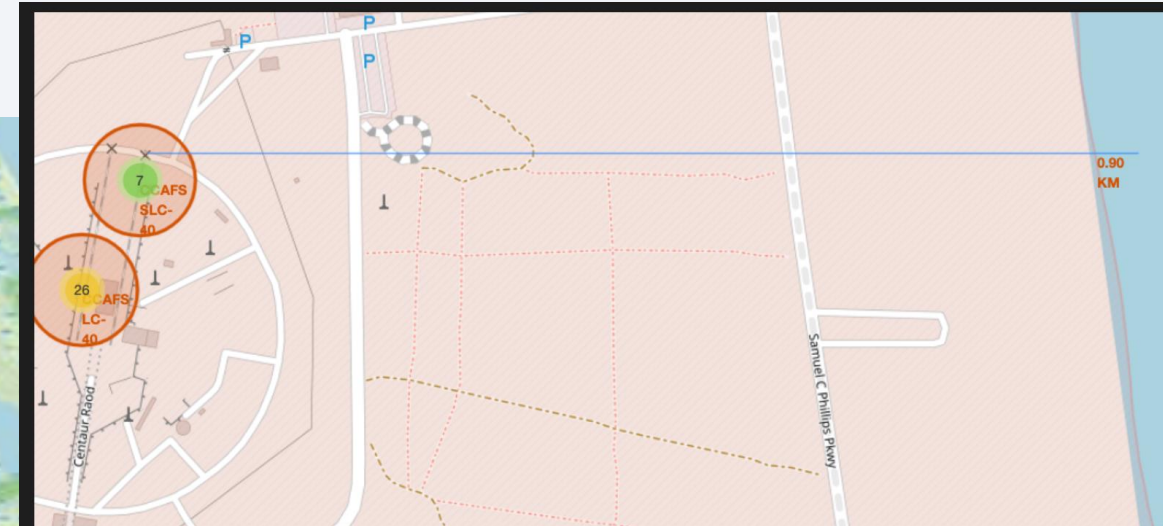 P
P
P
7
CCAFS
SLC-
40
0.90
KM
26
CCAFS
LC-
40
Samuel C Phillips Pkwy
Centaur Raod